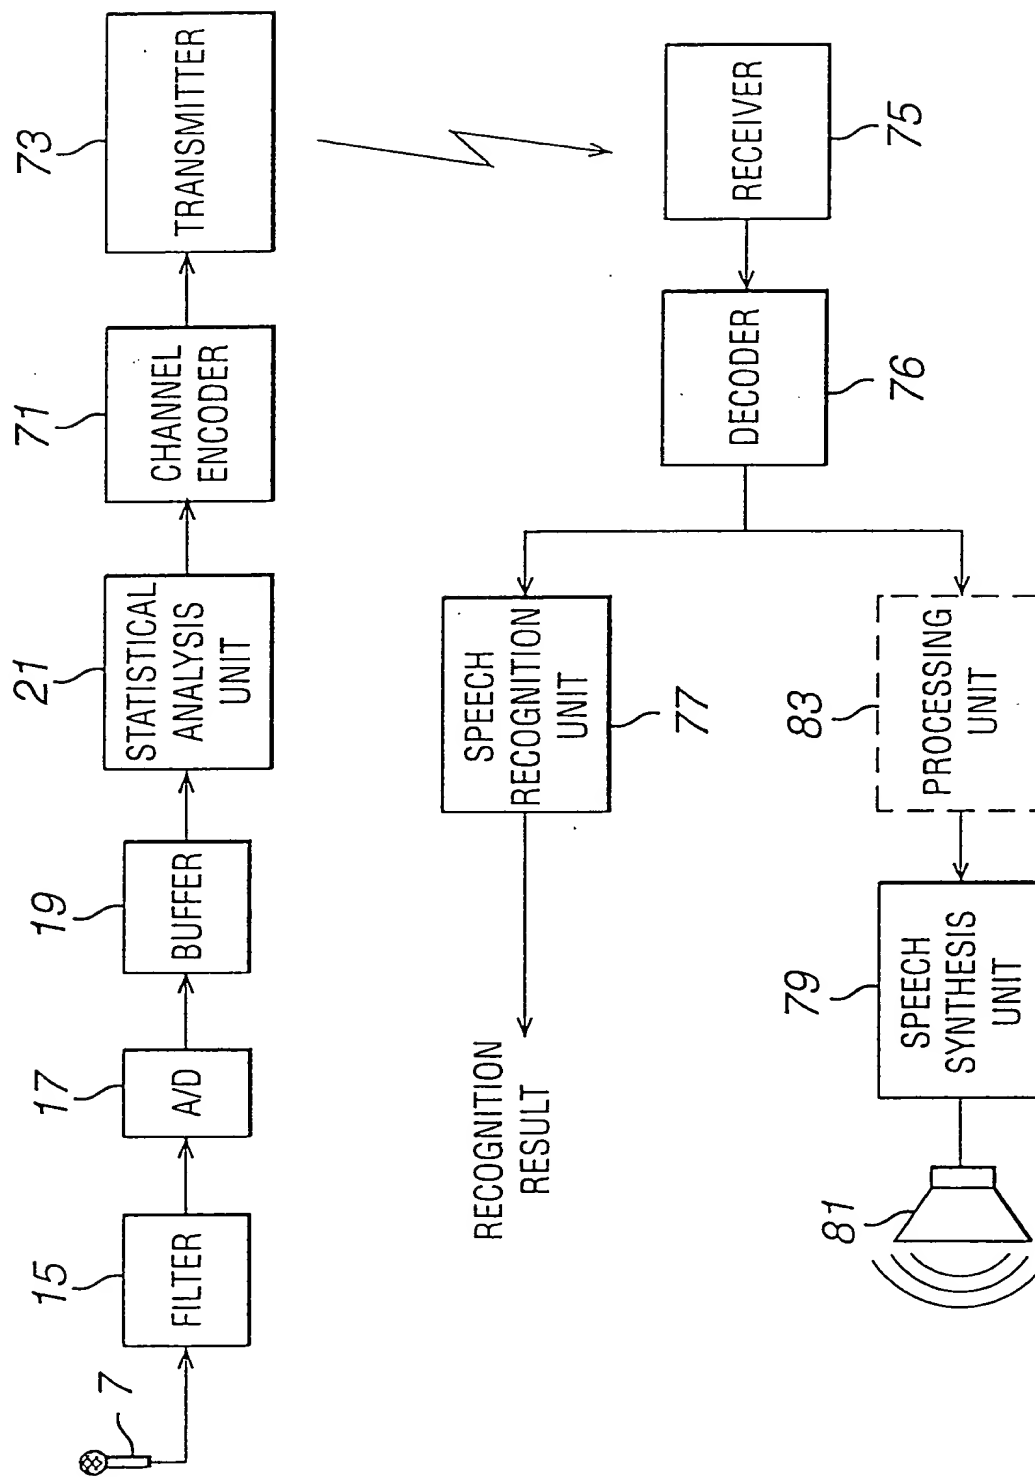 7
15
FILTER
17
A/D
19
BUFFER
21
STATISTICAL
ANALYSIS
UNIT
71
CHANNEL
ENCODER
73
TRANSMITTER
RECEIVER
75
DECODER
76
SPEECH
RECOGNITION
UNIT
77
RECOGNITION
RESULT
83
PROCESSING
UNIT
79
SPEECH
SYNTHESIS
UNIT
81